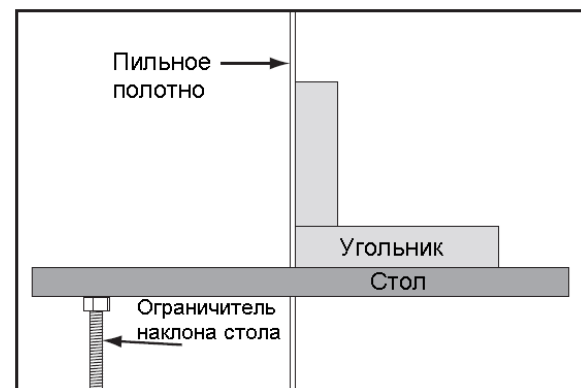 Пильное
полотно
Угольник
Стол
Ограничитель
наклона стола